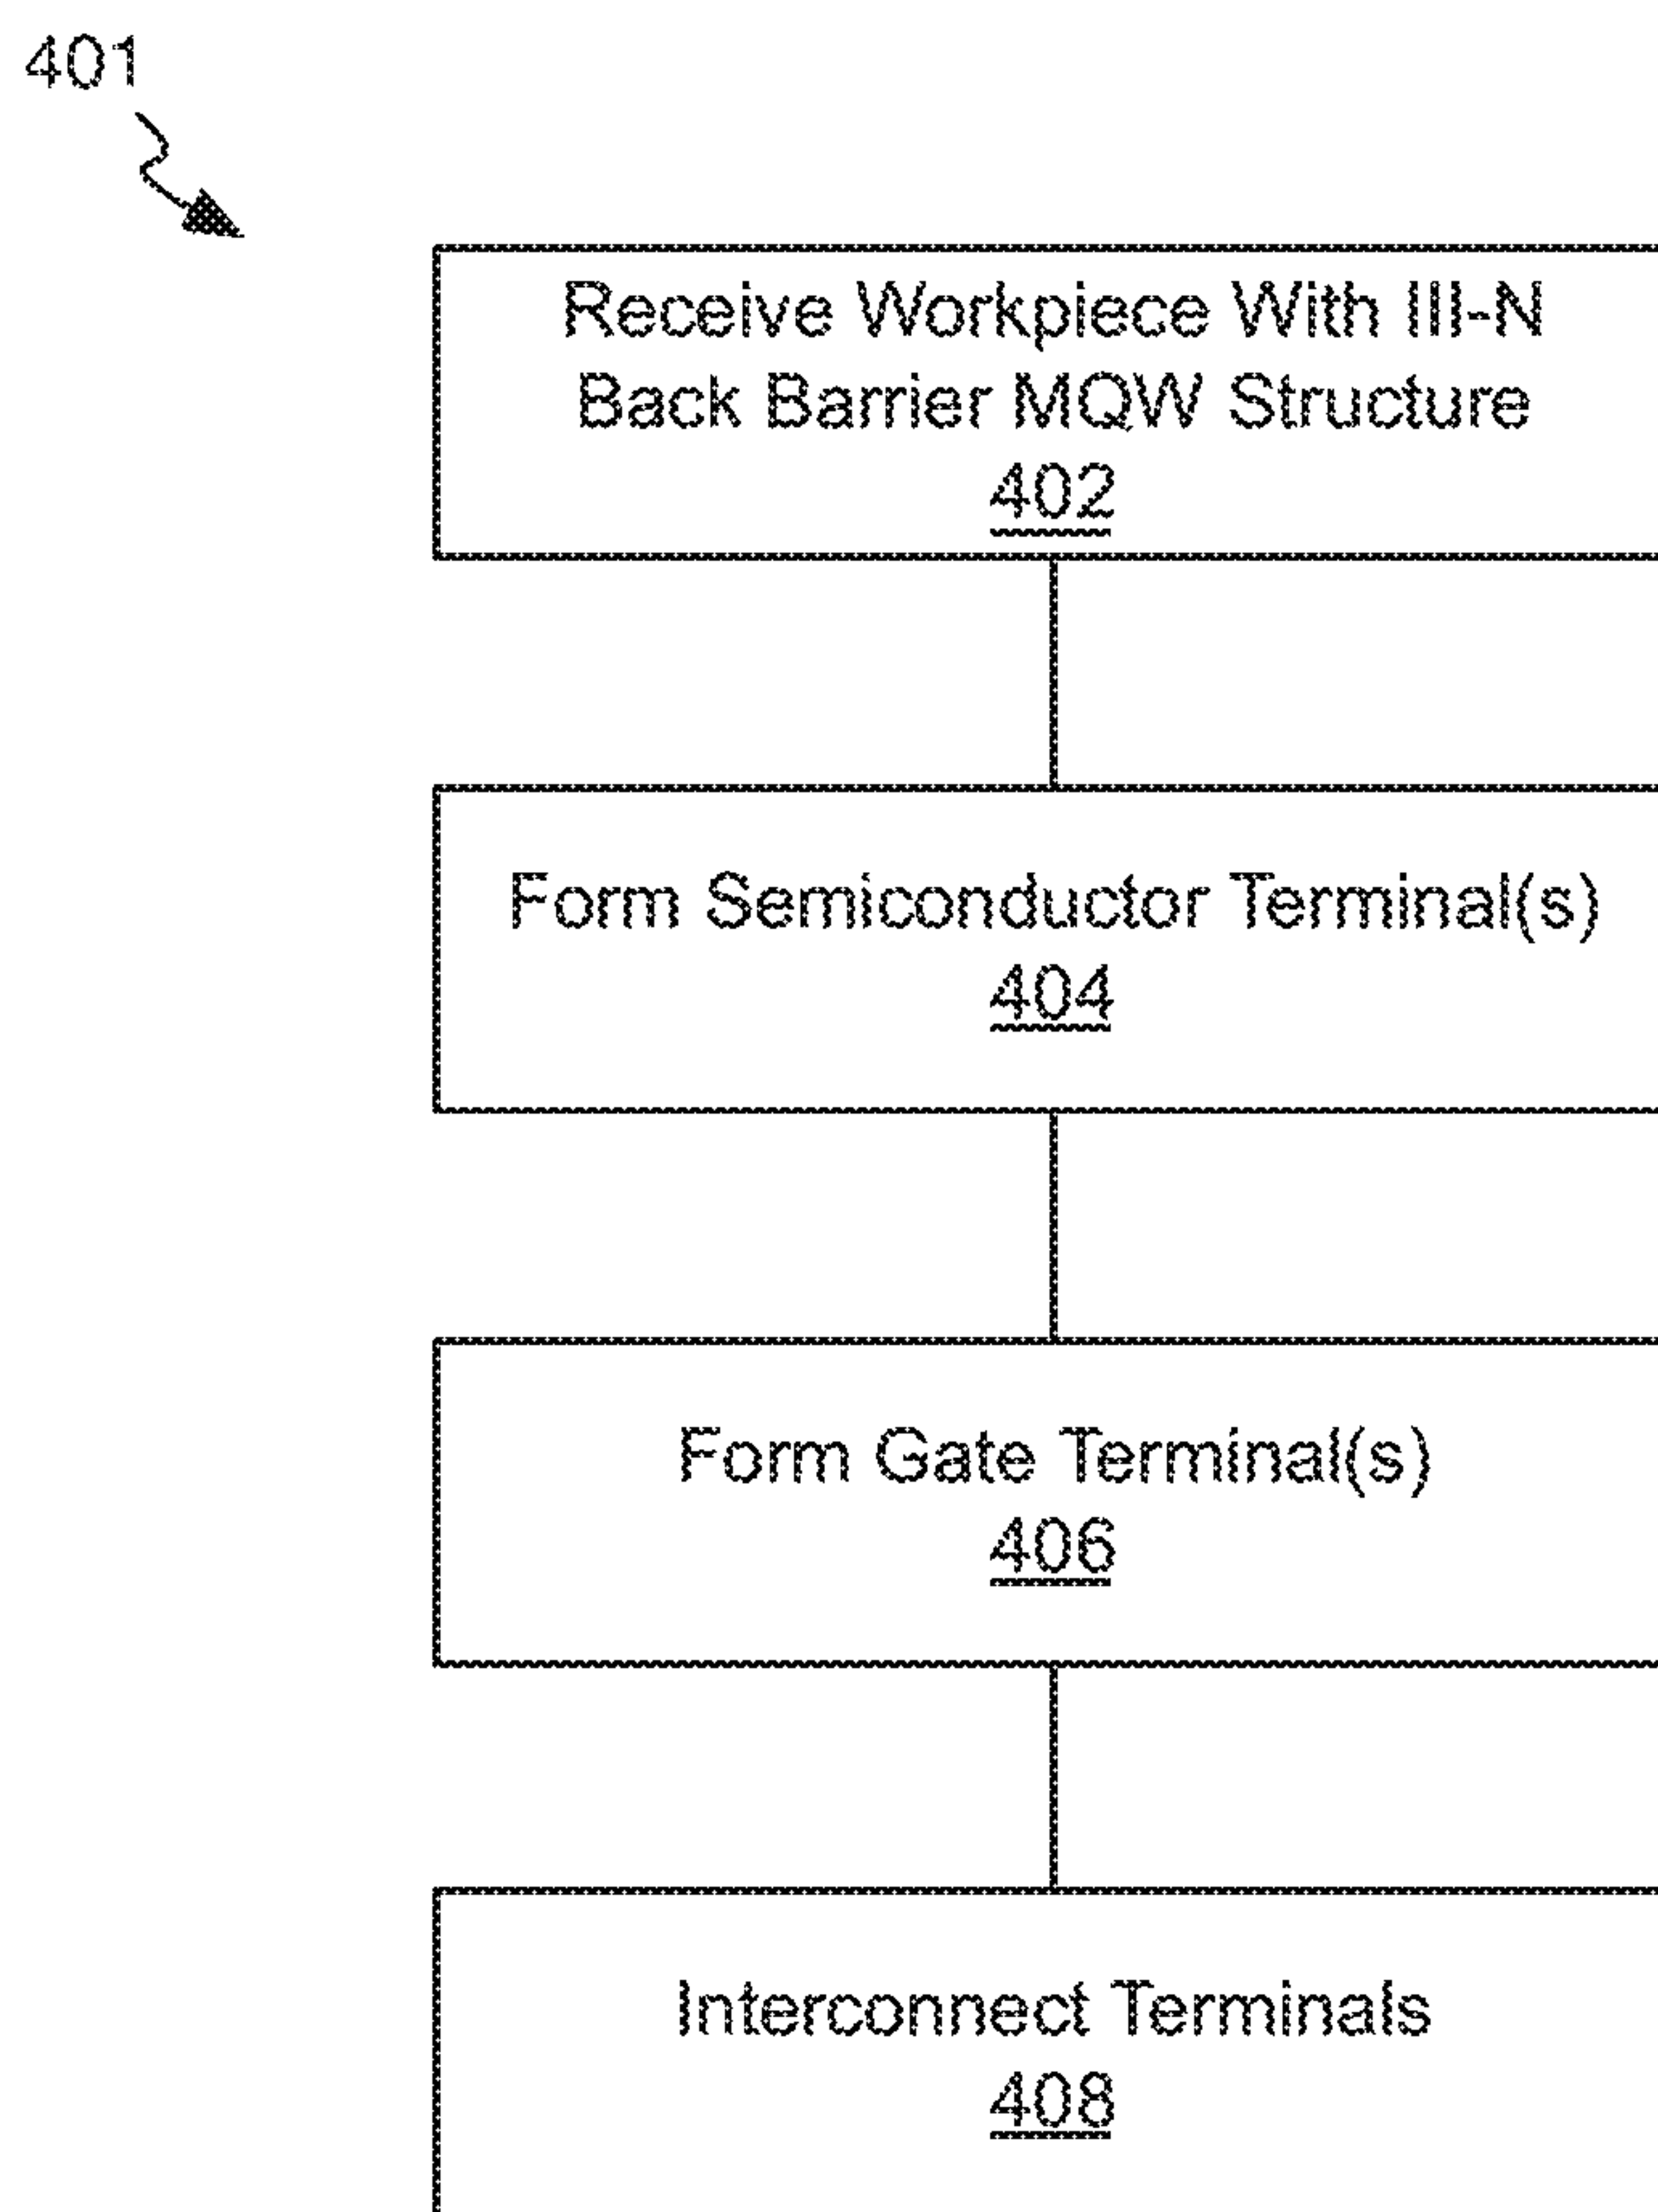 401
Receive Workpiece With III-N
Back Barrier MQW Structure
402
Form Semiconductor Terminal(s)
404
Form Gate Terminal(s)
406
Interconnect Terminals
408